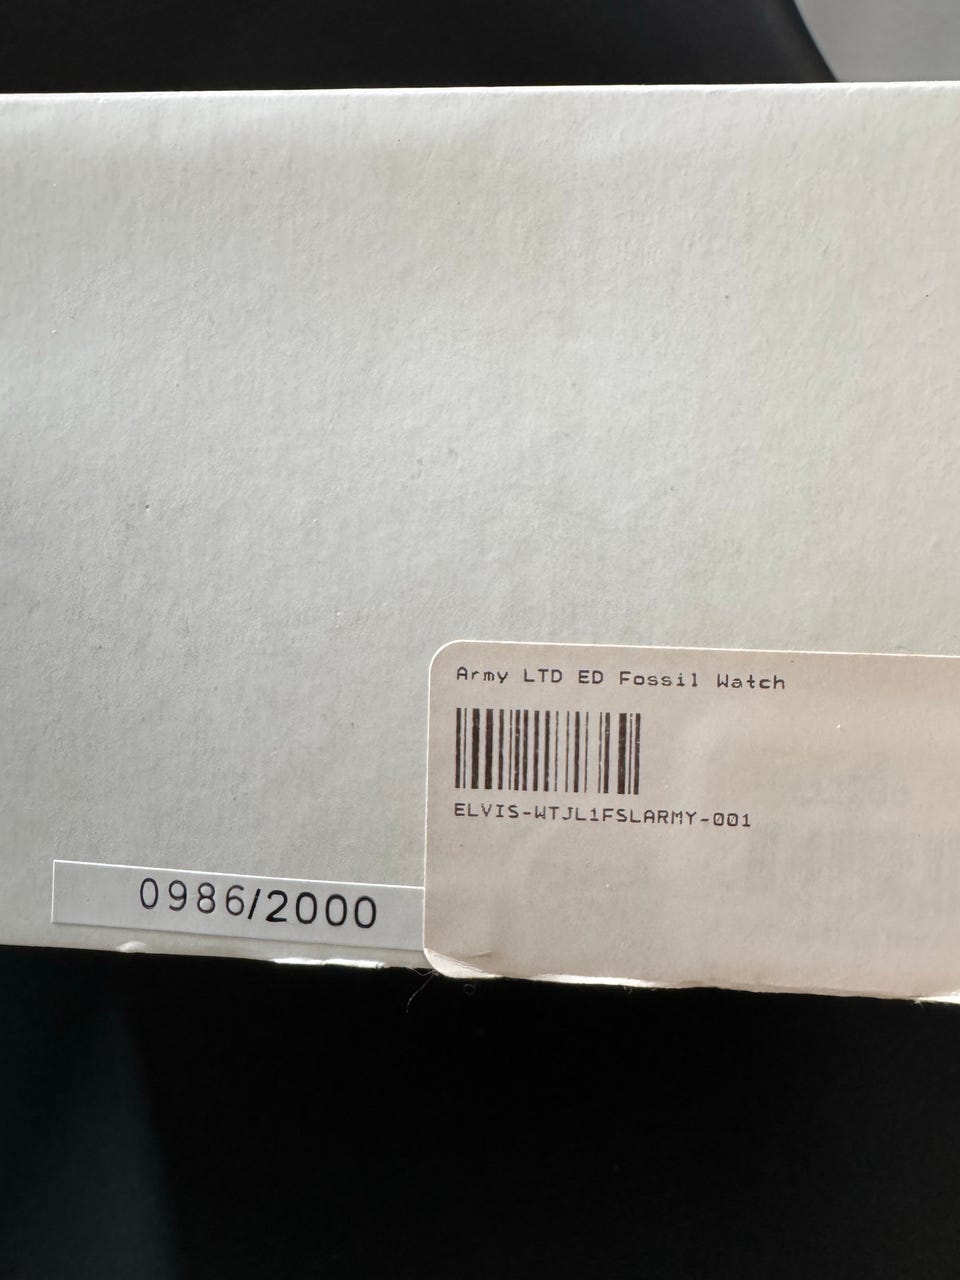 Army LTD ED Fossil Watch
ELVIS-WTJL1FSLARMY-001
0986/2000